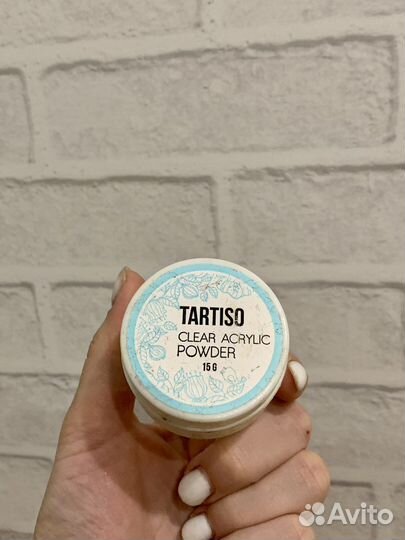 TARTISO
CLEAR ACRYLIC
POWDER
15 G
Avito